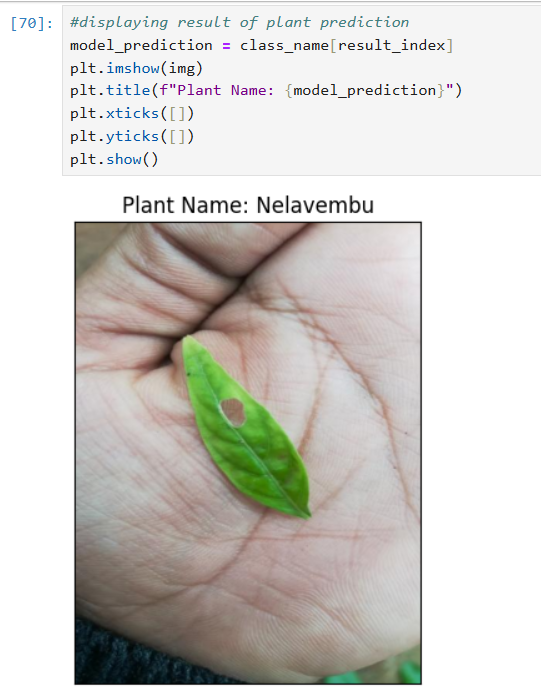 [70]: #displaying result of plant prediction
model_prediction = class_name[result_index]
plt.imshow(img)
plt.title(f"Plant Name: {model_prediction}")
plt.xticks([])
plt.yticks([])
plt.show()
Plant Name: Nelavembu